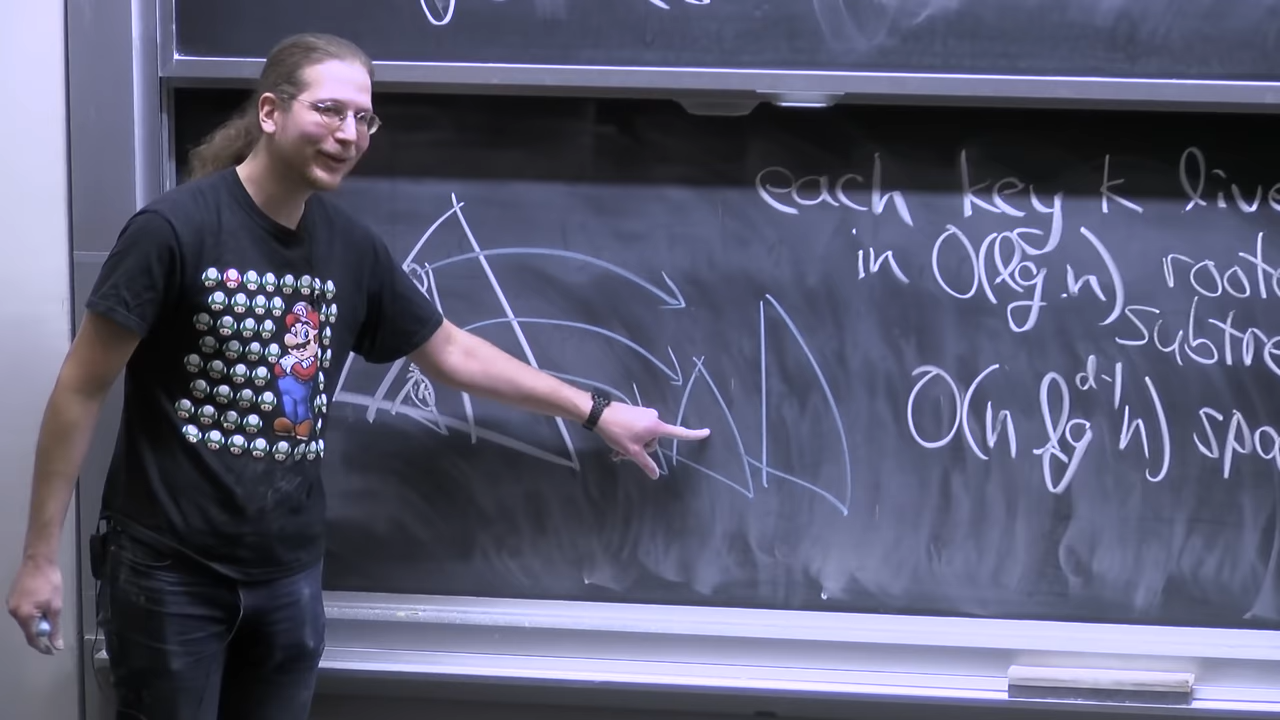 each key k live
in O(lg n) roote
subtre
O(n lg^{d-1} n) spa